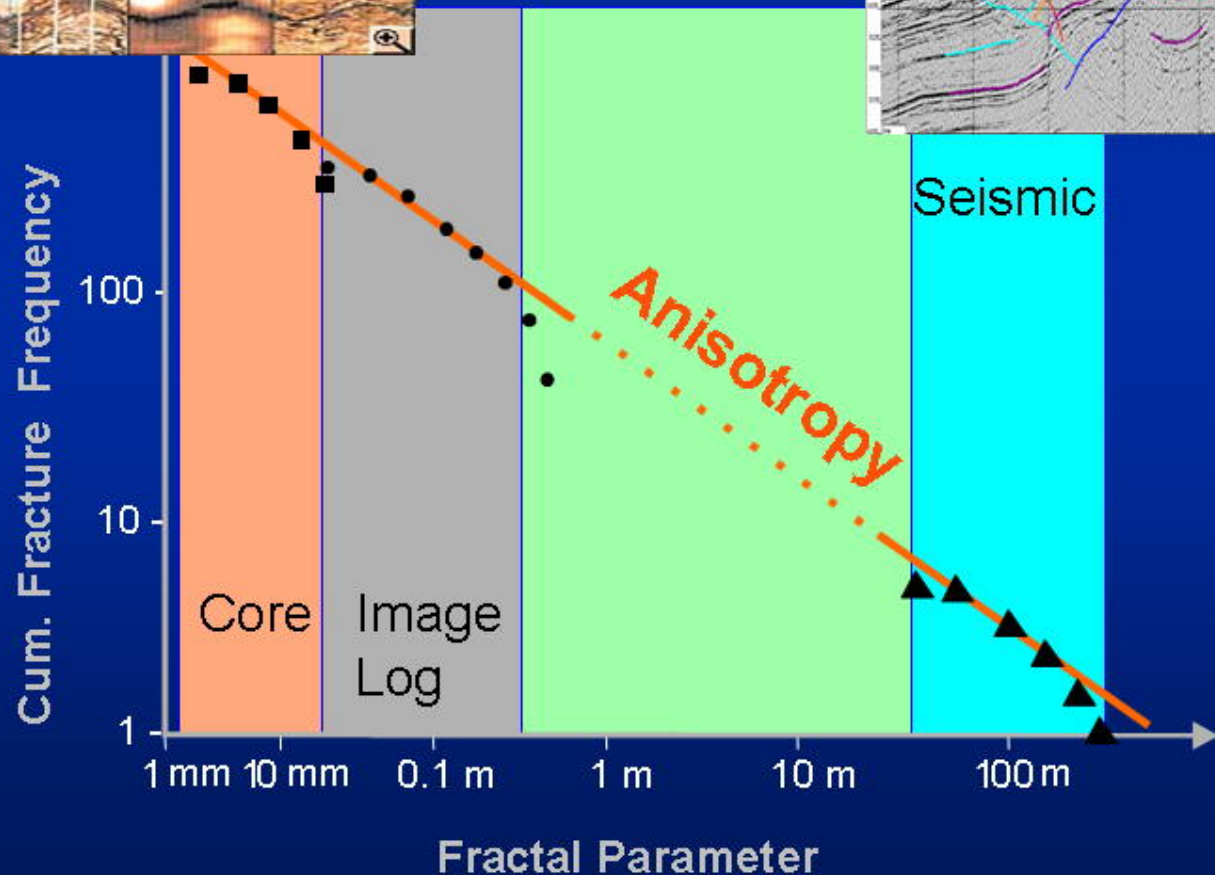 Seismic
Cum. Fracture Frequency
100
Anisotropy
10
Core
Image
Log
1
1 mm
10 mm
0.1 m
1 m
10 m
100 m
Fractal Parameter